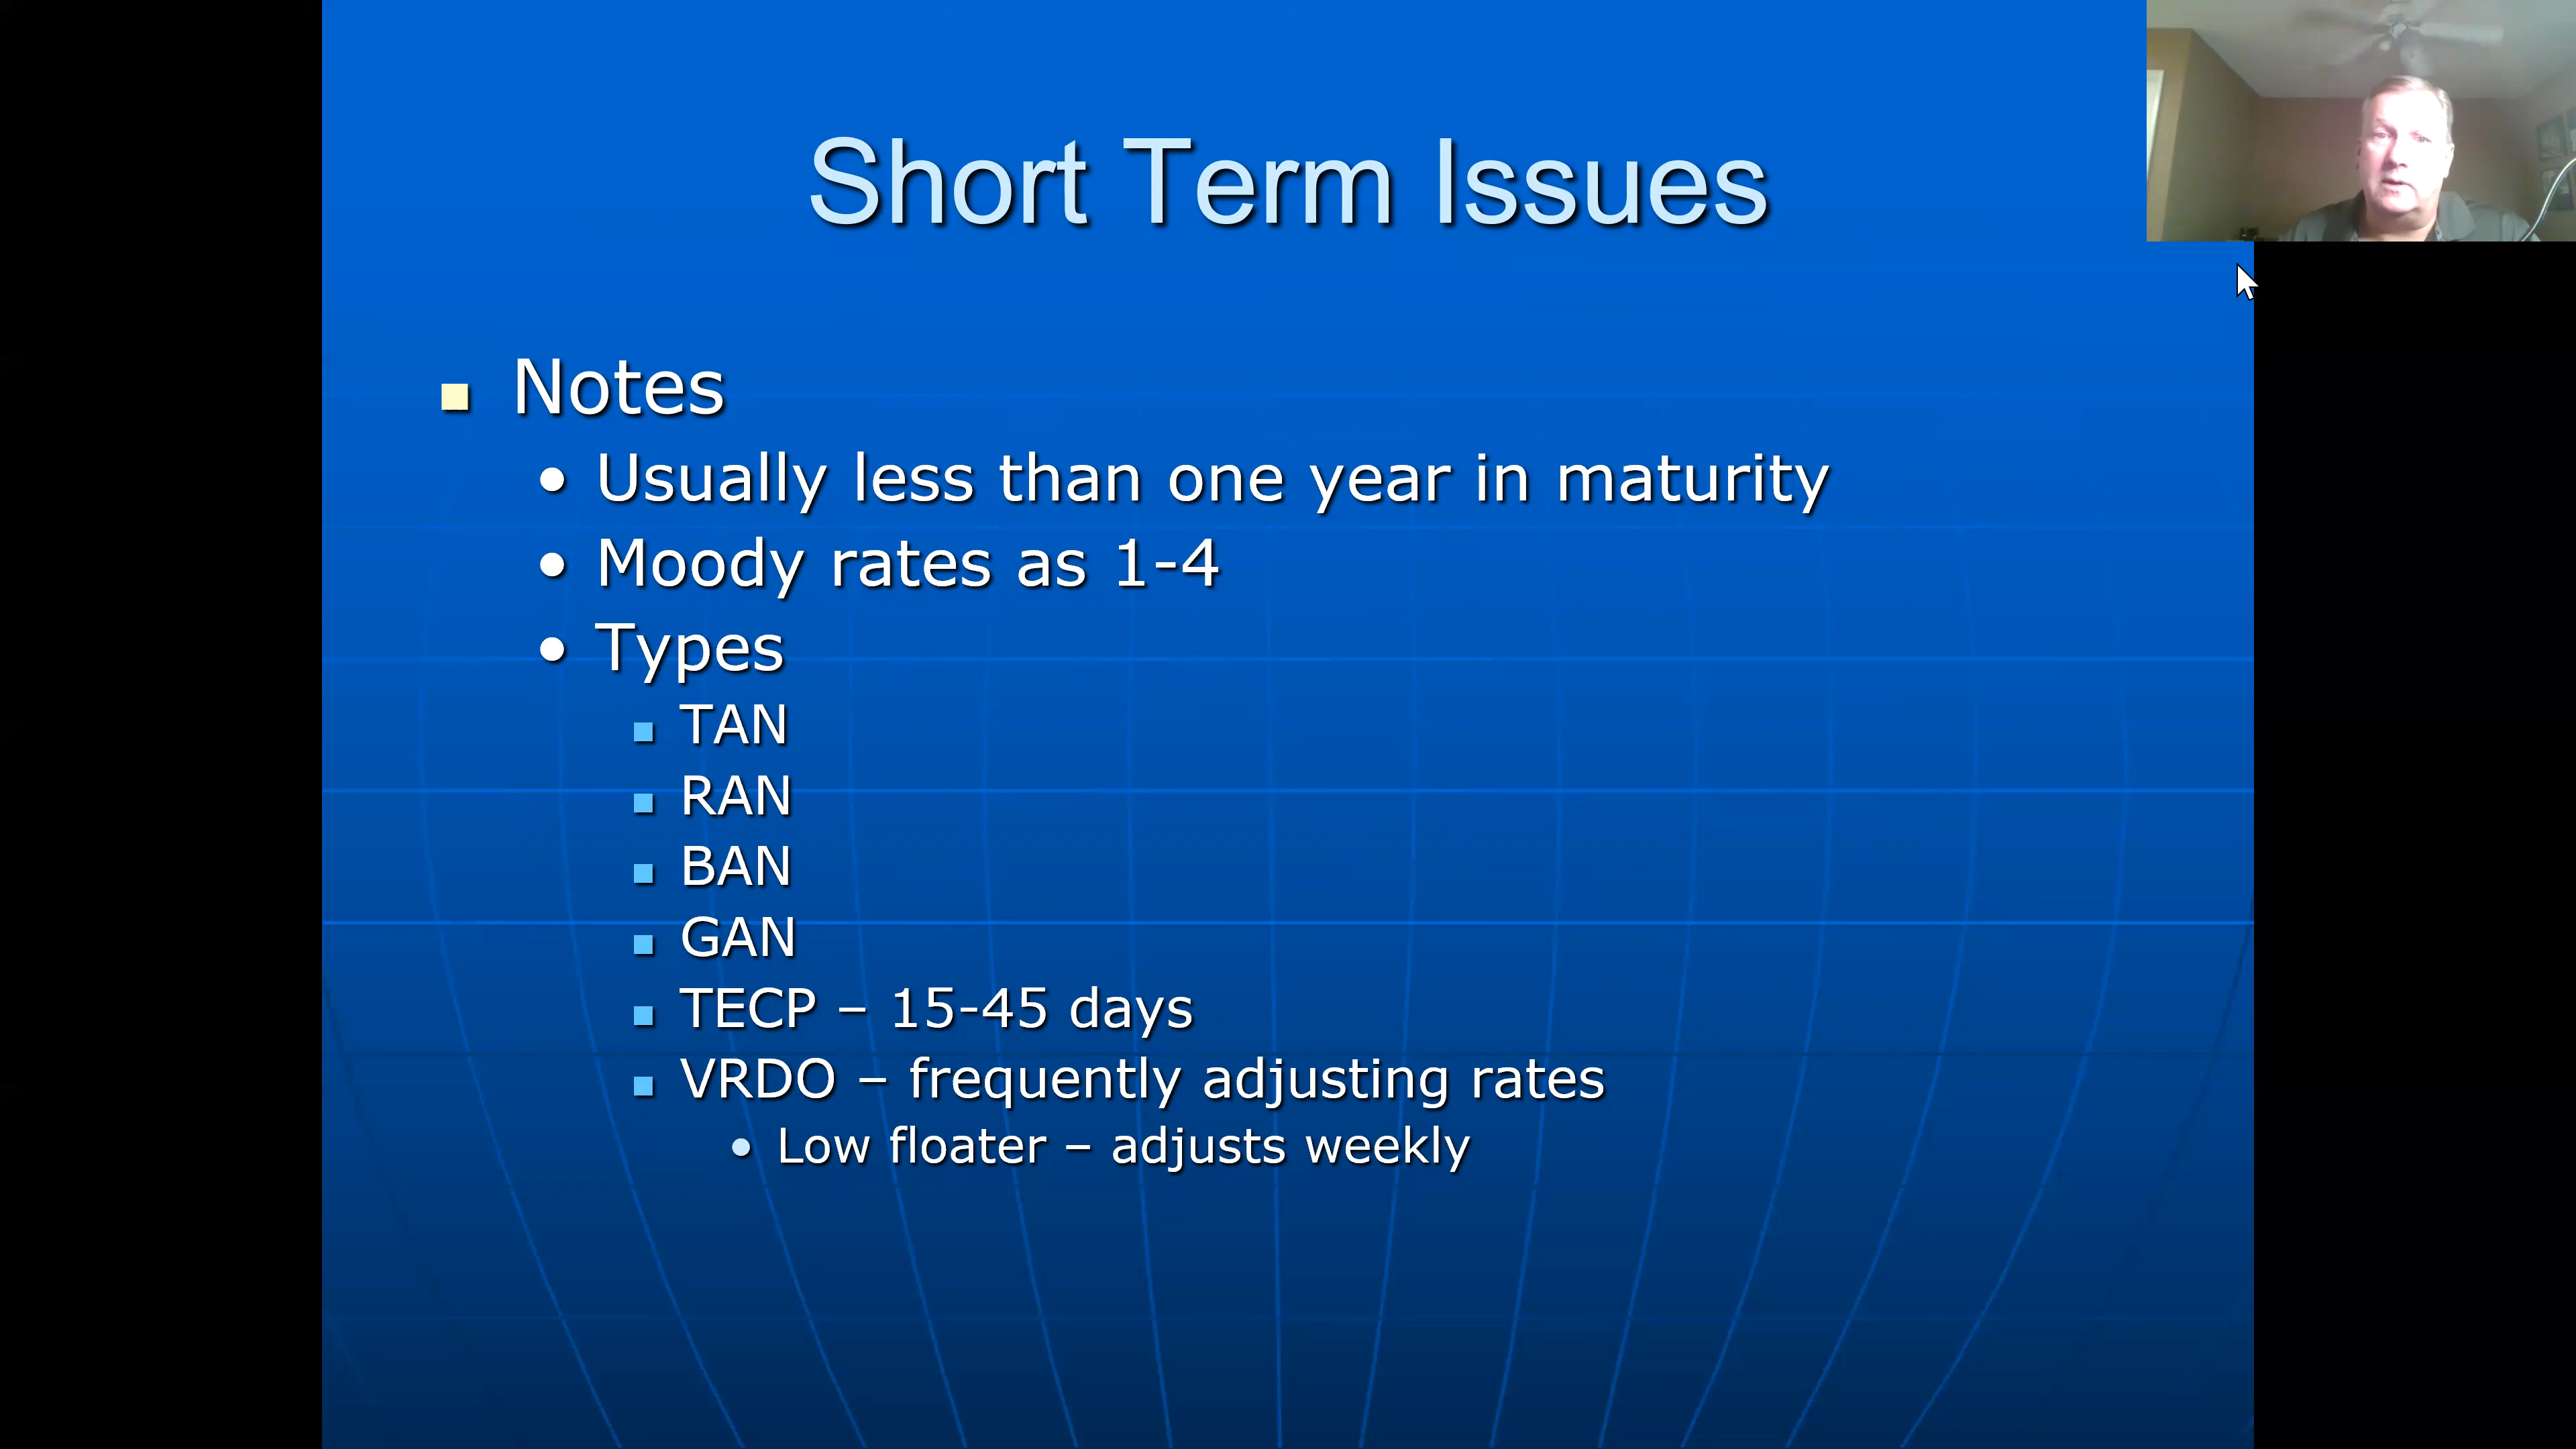 Short Term Issues
Notes
Usually less than one year in maturity
Moody rates as 1-4
Types
TAN
RAN
BAN
GAN
TECP – 15-45 days
VRDO – frequently adjusting rates
Low floater – adjusts weekly